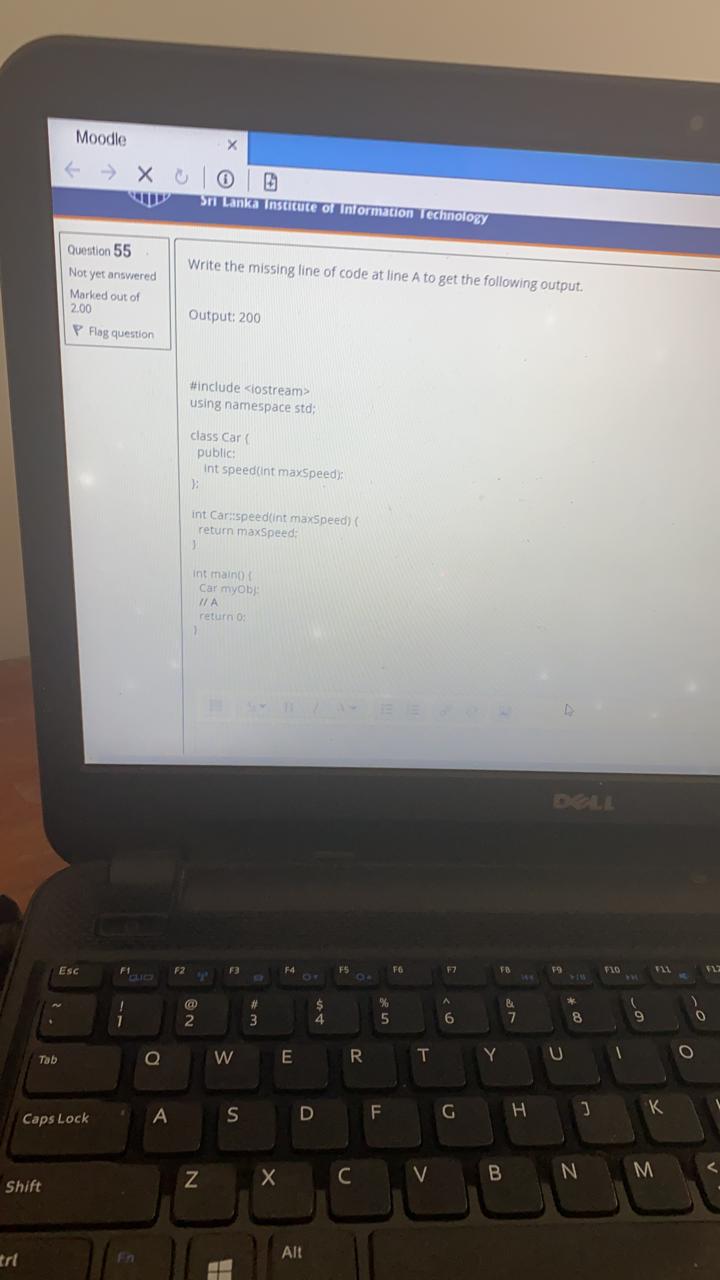 Moodle
Sri Lanka Institute of Information Technology
Question 55
Not yet answered
Marked out of
2.00
Flag question
Write the missing line of code at line A to get the following output.
Output: 200
#include <iostream>
using namespace std;
class Car {
public:
int speed(int maxSpeed);
};
int Car::speed(int maxSpeed) {
return maxSpeed;
}
int main() {
Car myObj;
// A
return 0;
}
DELL
Esc F1 F2 F3 F4 F5 F6 F7 F8 F9 F10 F11 F12
~ ! @ # $ % ^ & * ( )
` 1 2 3 4 5 6 7 8 9 0
Tab Q W E R T Y U I O
Caps Lock A S D F G H J K
Shift Z X C V B N M <
Fn Alt